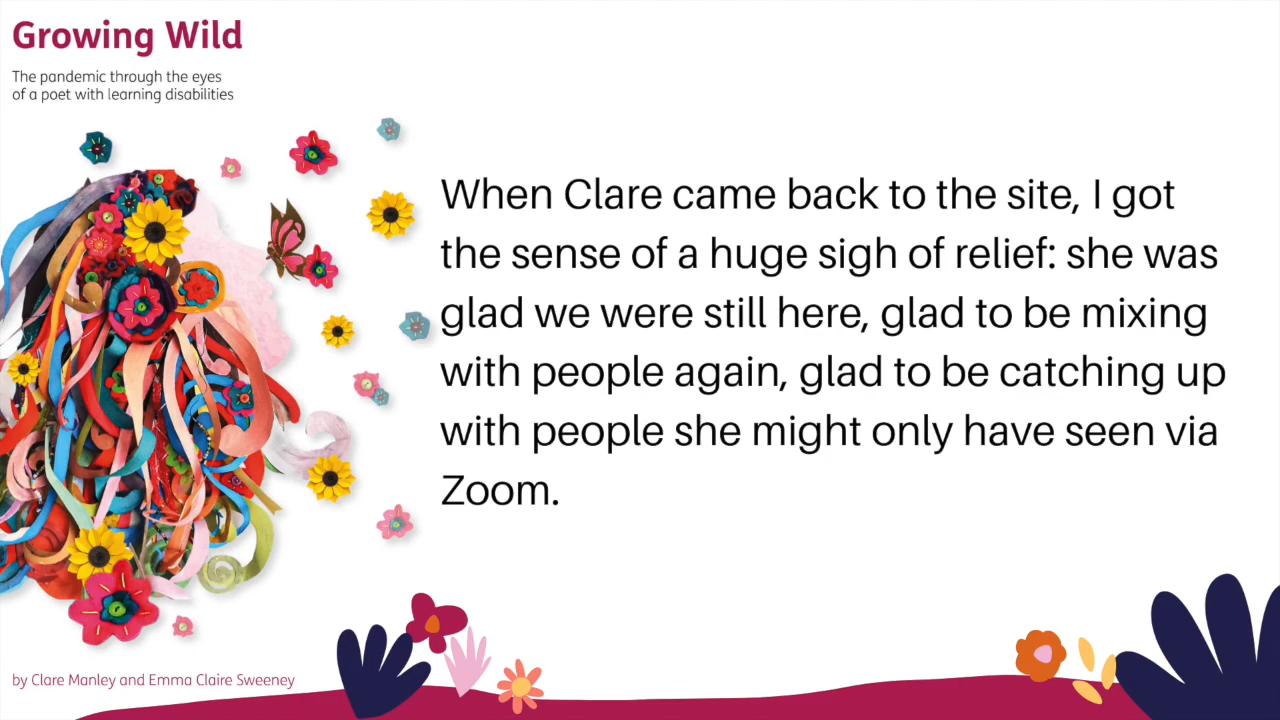 Growing Wild
The pandemic through the eyes
of a poet with learning disabilities
When Clare came back to the site, I got
the sense of a huge sigh of relief: she was
glad we were still here, glad to be mixing
with people again, glad to be catching up
with people she might only have seen via
Zoom.
by Clare Manley and Emma Claire Sweeney